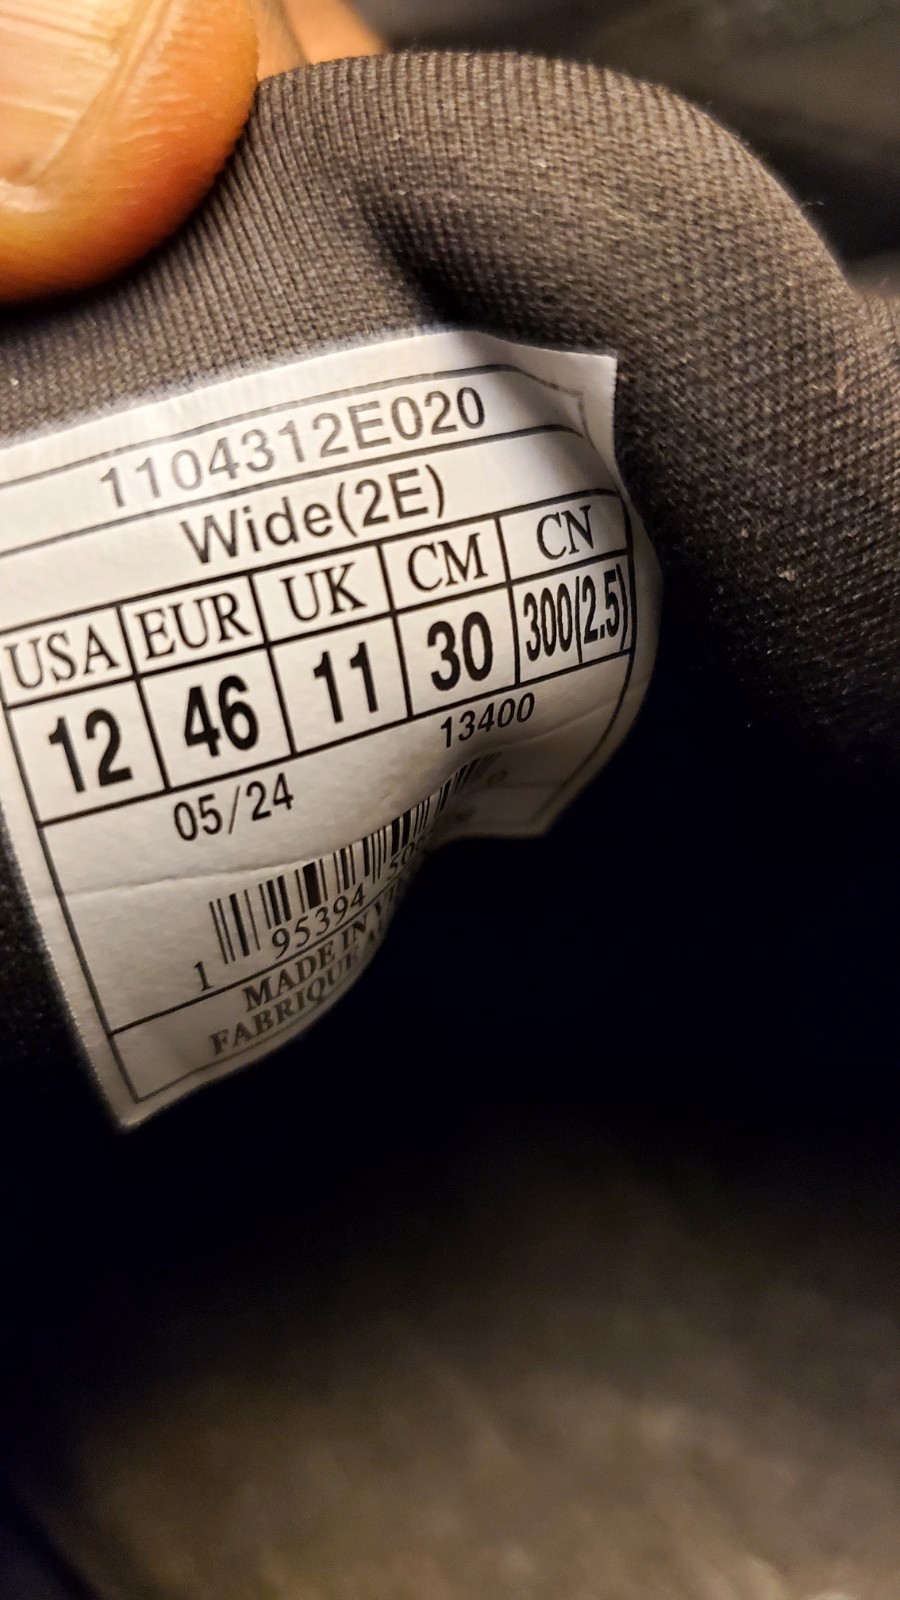 1104312E020
Wide(2E)
USA EUR UK CM CN
12 46 11 30 300(2.5)
05/24 13400
1 95394
MADE IN
FABRIQUÉ